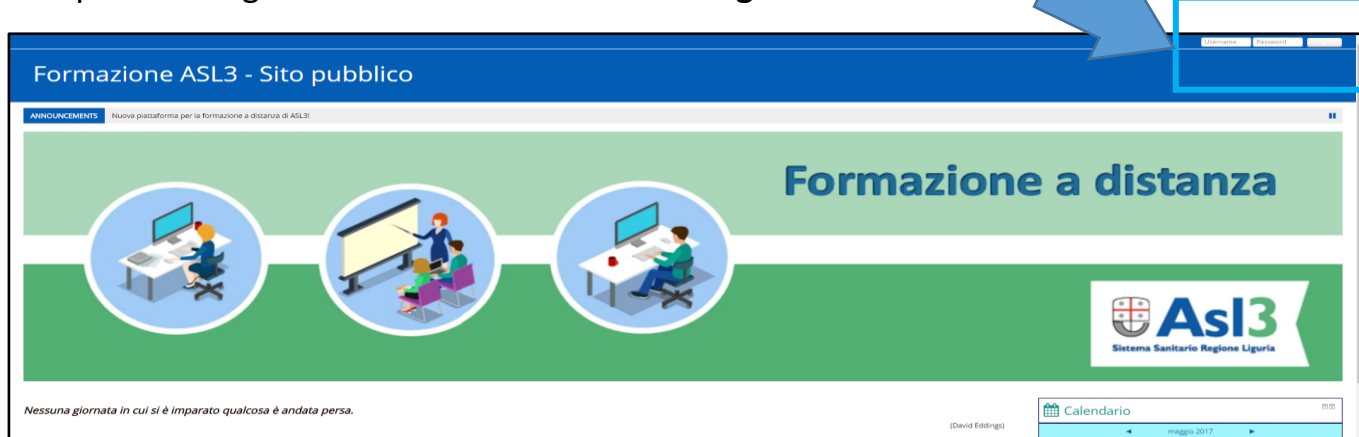 Username Password
Formazione ASL3 - Sito pubblico
ANNOUNCEMENTS Nuova piattaforma per la formazione a distanza di ASL3!
Formazione a distanza
Asl3
Sistema Sanitario Regione Liguria
Nessuna giornata in cui si è imparato qualcosa è andata persa.
(David Eddings)
Calendario
maggio 2017